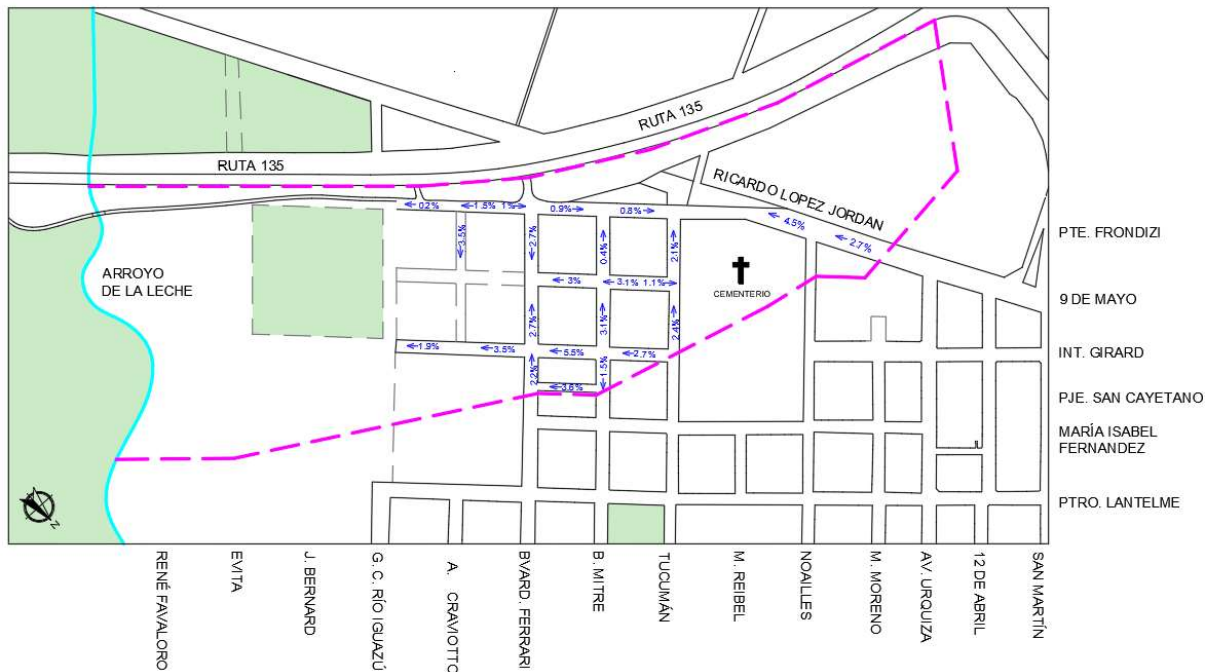 RUTA 135
RUTA 135
RICARDO LOPEZ JORDAN
02%
1.5%
1%
0.9%
0.8%
4.5%
2.7%
PTE. FRONDIZI
3.5%
2.7%
0.4%
2.1%
ARROYO
DE LA LECHE
3%
3.1%
1.1%
CEMENTERIO
9 DE MAYO
2.7%
3.1%
2.4%
1.9%
3.5%
5.5%
2.7%
INT. GIRARD
2.2%
3.6%
1.5%
PJE. SAN CAYETANO
MARÍA ISABEL
FERNANDEZ
N
PTRO. LANTELME
RENÉ FAVALORO
EVITA
J. BERNARD
G. C. RÍO IGUAZÚ
A. CRAVIOTTO
BVARD. FERRARI
B. MITRE
TUCUMÁN
M. REIBEL
NOAILLES
M. MORENO
AV. URQUIZA
12 DE ABRIL
SAN MARTÍN